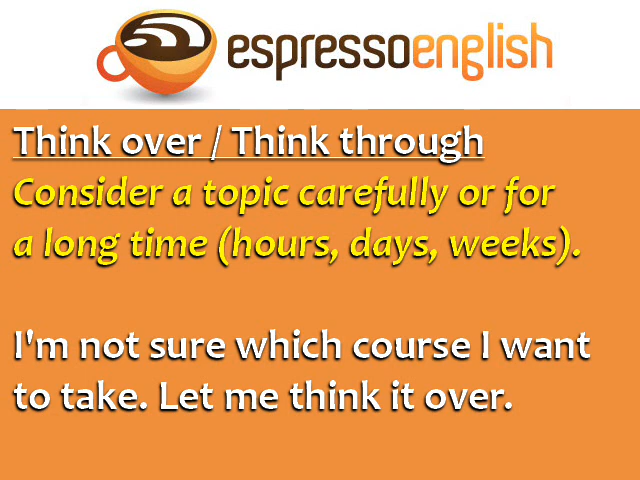 espressoenglish
Think over / Think through
Consider a topic carefully or for
a long time (hours, days, weeks).
I'm not sure which course I want
to take. Let me think it over.